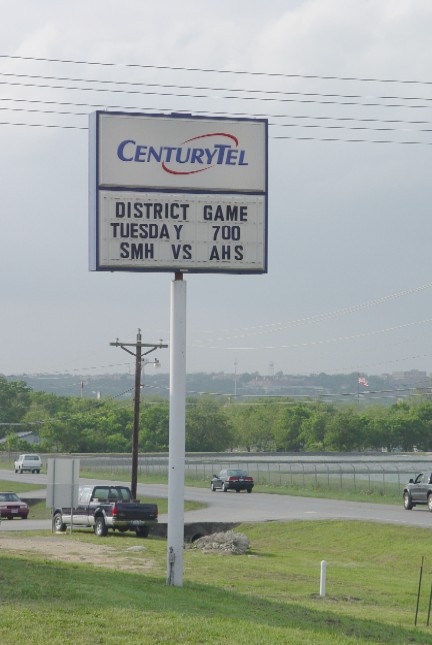 CENTURYTEL
DISTRICT GAME
TUESDAY 700
SMH VS AHS